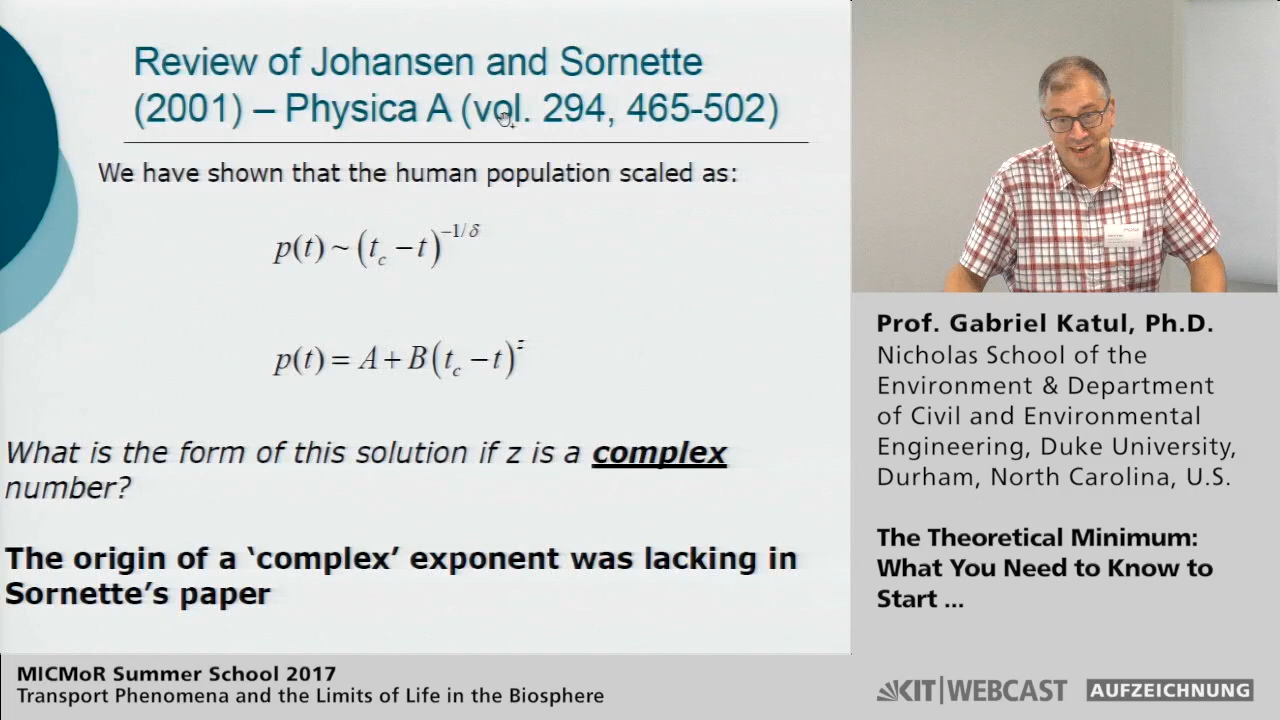 Review of Johansen and Sornette
(2001) – Physica A (vol. 294, 465-502)
We have shown that the human population scaled as:
p(t) ~ (t_c − t)^{−1/δ}
p(t) = A + B(t_c − t)^z
What is the form of this solution if z is a complex
number?
The origin of a ‘complex’ exponent was lacking in
Sornette’s paper
Prof. Gabriel Katul, Ph.D.
Nicholas School of the
Environment & Department
of Civil and Environmental
Engineering, Duke University,
Durham, North Carolina, U.S.
The Theoretical Minimum:
What You Need to Know to
Start ...
MICMoR Summer School 2017
Transport Phenomena and the Limits of Life in the Biosphere
KIT|WEBCAST AUFZEICHNUNG